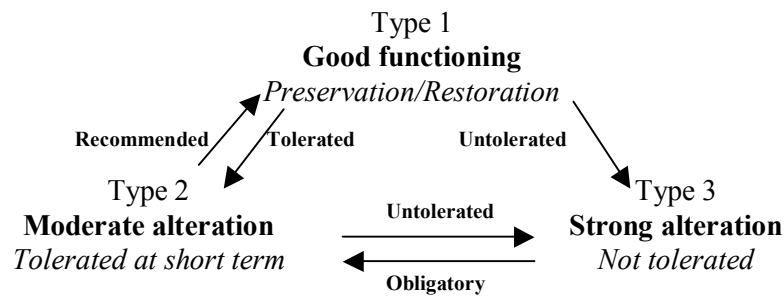 Type 1
Good functioning
Preservation/Restoration
Recommended
Tolerated
Untolerated
Type 2
Moderate alteration
Tolerated at short term
Untolerated
Obligatory
Type 3
Strong alteration
Not tolerated